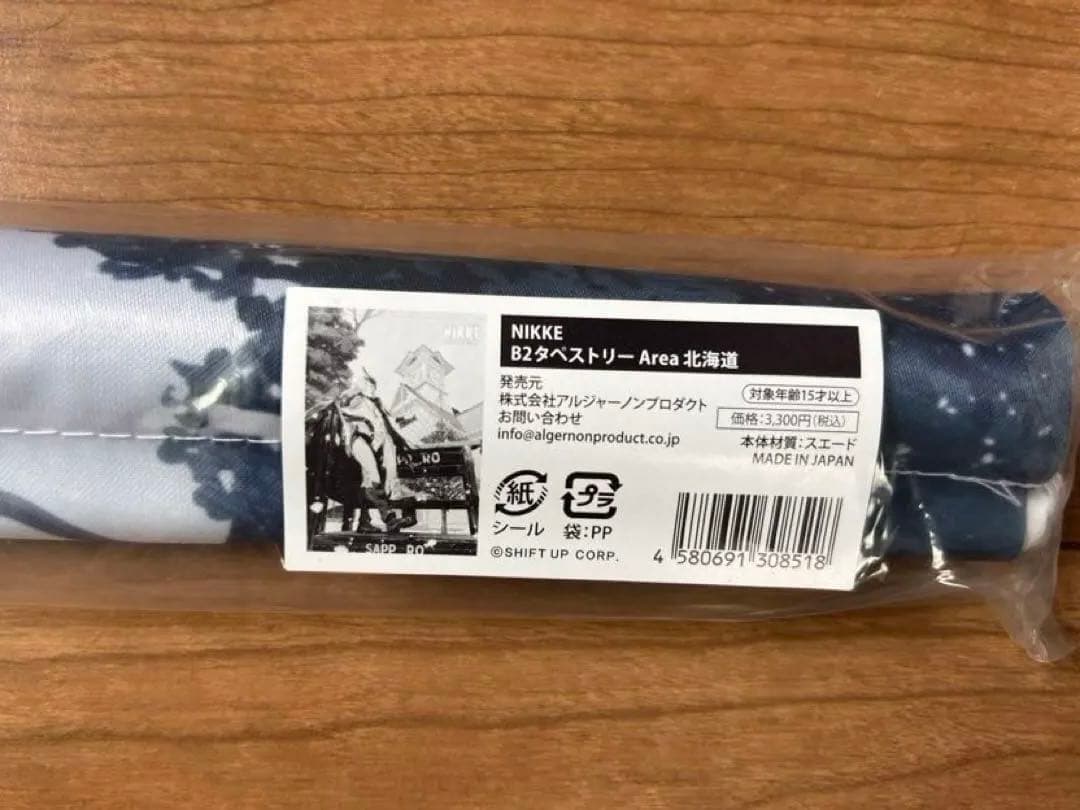 NIKKE
NIKKE
B2タペストリー Area 北海道
発売元
株式会社アルジャーノンプロダクト
お問い合わせ
info@algernonproduct.co.jp
対象年齢15才以上
価格:3,300円(税込)
本体材質:スエード
MADE IN JAPAN
SAPP_RO
紙
シール
プラ
袋:PP
©SHIFT UP CORP.
4 580691 308518